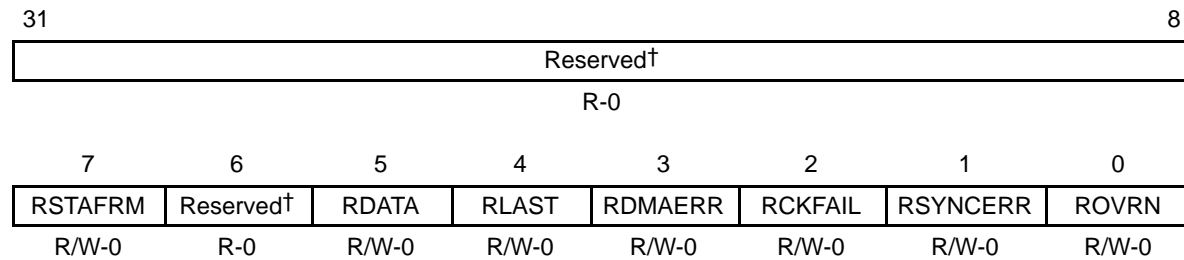 31 8
Reserved†
R-0
7 6 5 4 3 2 1 0
RSTAFRM Reserved† RDATA RLAST RDMAERR RCKFAIL RSYNCERR ROVRN
R/W-0 R-0 R/W-0 R/W-0 R/W-0 R/W-0 R/W-0 R/W-0